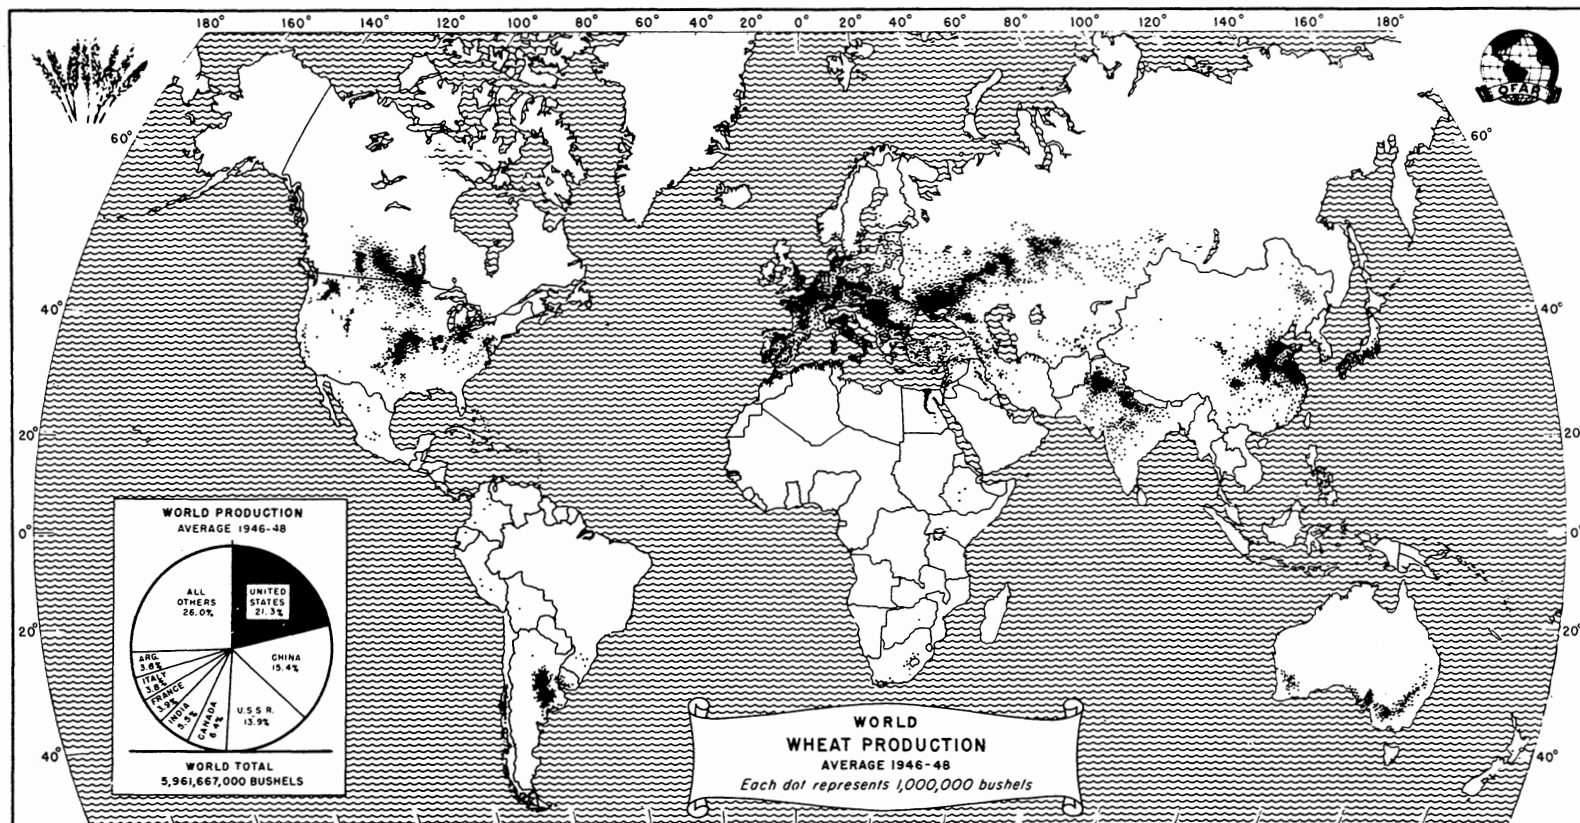 180° 160° 140° 120° 100° 80° 60° 40° 20° 0° 20° 40° 60° 80° 100° 120° 140° 160° 180°
OFAR
60° 60°
40° 40°
20° 20°
0° 0°
20° 20°
40° 40°
WORLD PRODUCTION
AVERAGE 1946-48
ALL
OTHERS
26.0%
UNITED
STATES
21.3%
CHINA
15.4%
U.S.S.R.
13.9%
CANADA
6.4%
INDIA
5.5%
FRANCE
3.9%
ITALY
3.8%
ARG.
3.8%
WORLD TOTAL
5,961,667,000 BUSHELS
WORLD
WHEAT PRODUCTION
AVERAGE 1946-48
Each dot represents 1,000,000 bushels